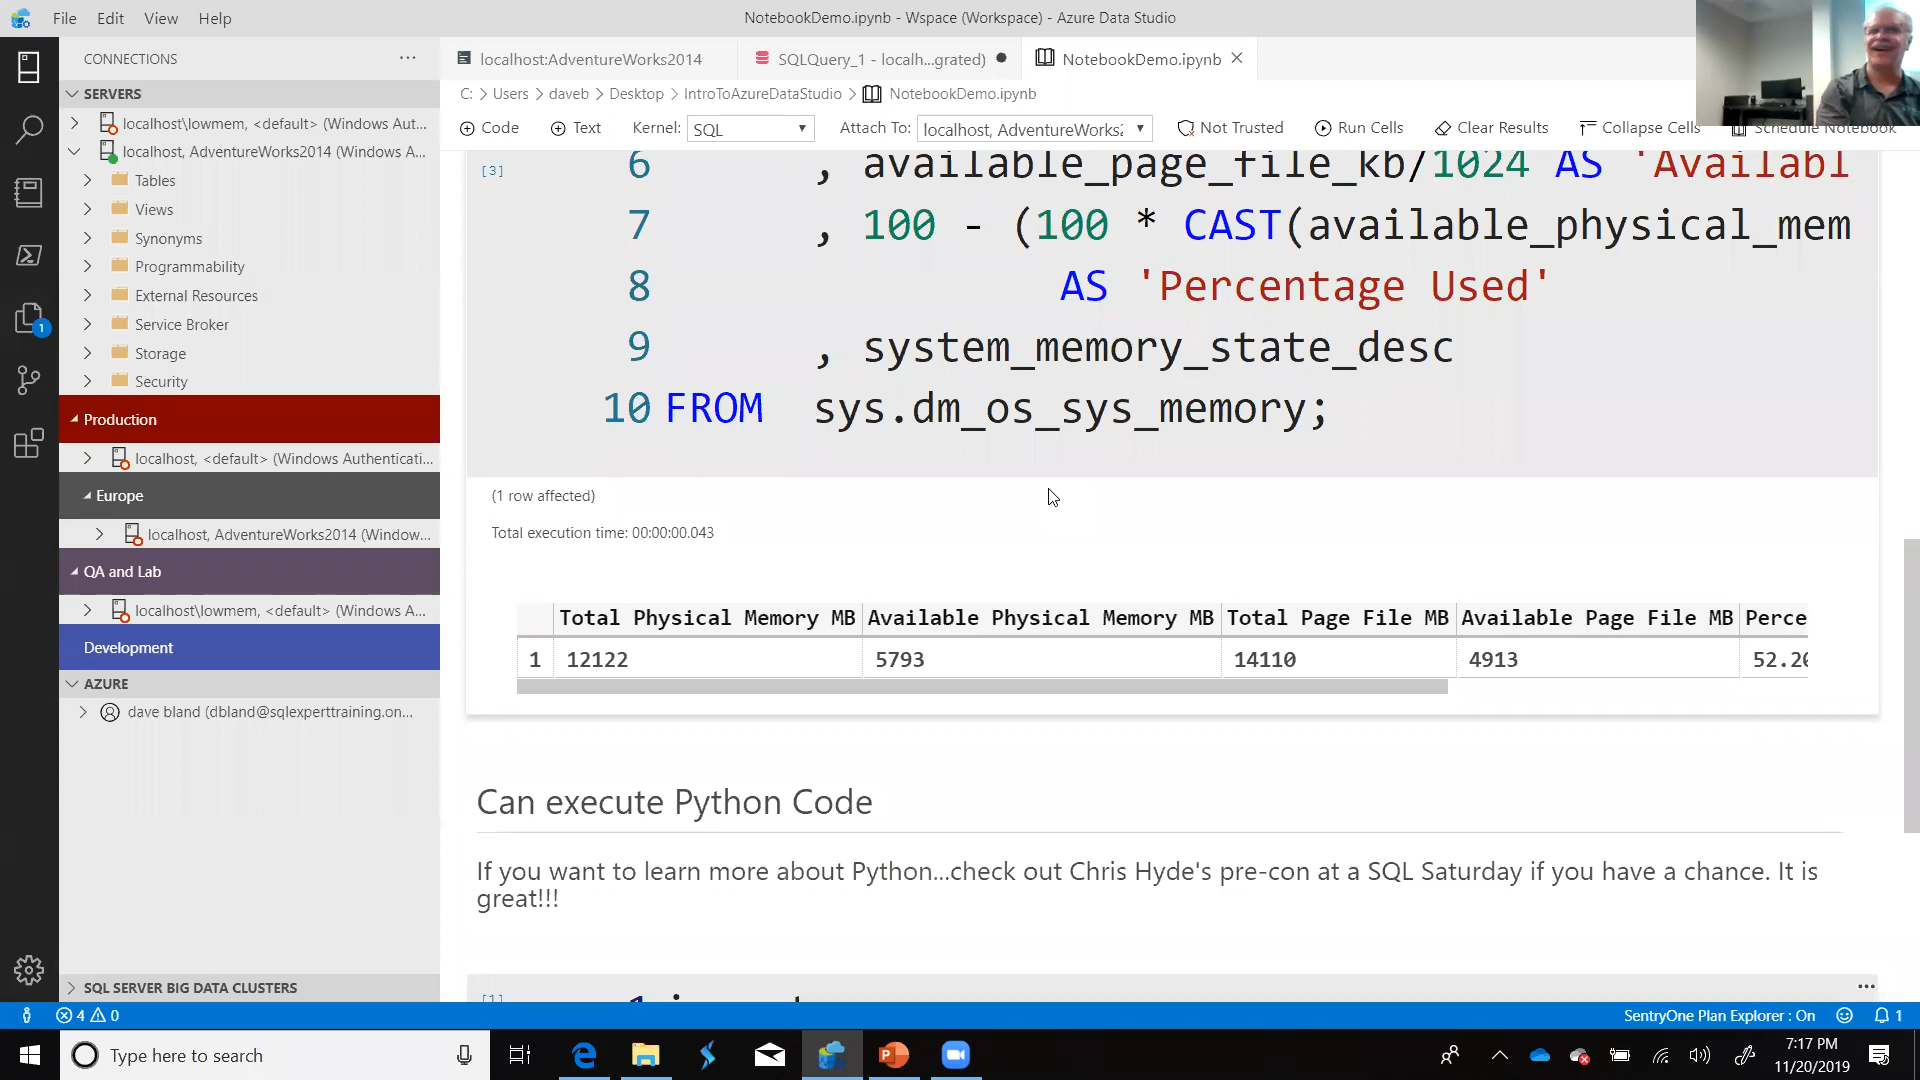 File Edit View Help
NotebookDemo.ipynb - Wspace (Workspace) - Azure Data Studio
CONNECTIONS ...
localhost:AdventureWorks2014
SQLQuery_1 - localh...grated)
NotebookDemo.ipynb
C: > Users > daveb > Desktop > IntroToAzureDataStudio > NotebookDemo.ipynb
Code Text Kernel: SQL Attach To: localhost, AdventureWorks Not Trusted Run Cells Clear Results Collapse Cells Schedule Notebook
SERVERS
localhost\lowmem, <default> (Windows Aut...
localhost, AdventureWorks2014 (Windows A...
Tables
Views
Synonyms
Programmability
External Resources
Service Broker
Storage
Security
Production
localhost, <default> (Windows Authenticati...
Europe
localhost, AdventureWorks2014 (Window...
QA and Lab
localhost\lowmem, <default> (Windows A...
Development
AZURE
dave bland (dbland@sqlexperttraining.on...
SQL SERVER BIG DATA CLUSTERS
1
[3]
6 , available_page_file_kb/1024 AS 'Availabl
7 , 100 - (100 * CAST(available_physical_mem
8 AS 'Percentage Used'
9 , system_memory_state_desc
10 FROM sys.dm_os_sys_memory;
(1 row affected)
Total execution time: 00:00:00.043
Total Physical Memory MB Available Physical Memory MB Total Page File MB Available Page File MB Perce
1 12122 5793 14110 4913 52.20
Can execute Python Code
If you want to learn more about Python...check out Chris Hyde's pre-con at a SQL Saturday if you have a chance. It is
great!!!
[1]
1
...
4 0
SentryOne Plan Explorer : On 1
Type here to search
7:17 PM
11/20/2019